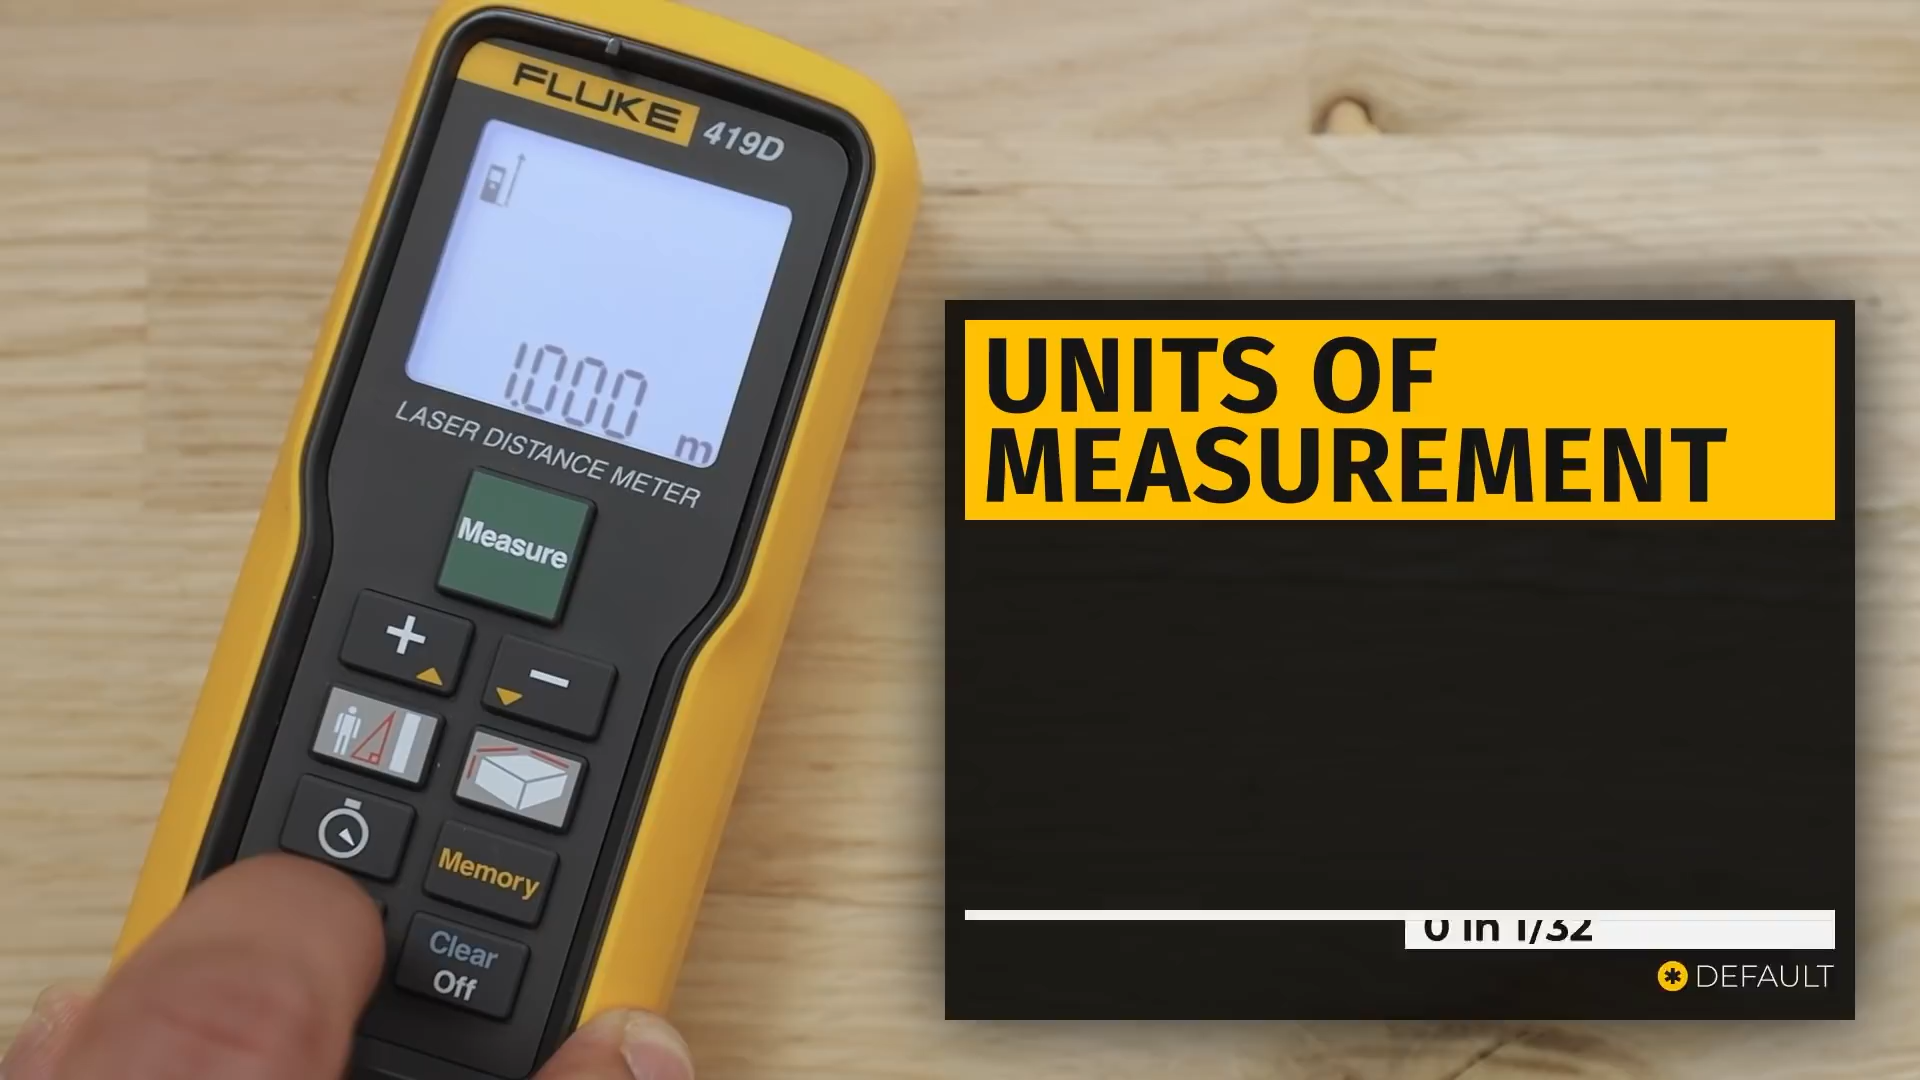 FLUKE 419D
1.000 m
LASER DISTANCE METER
Measure
+
−
Memory
Clear
Off
UNITS OF
MEASUREMENT
0 in 1/32
DEFAULT